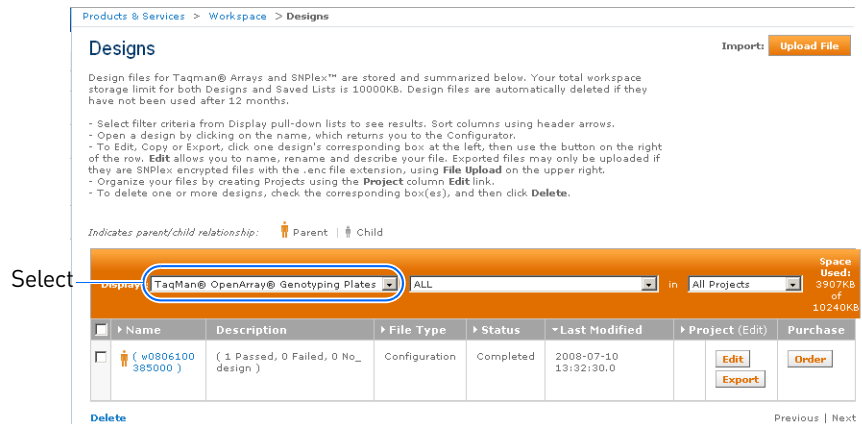 Products & Services > Workspace > Designs
Designs
Import: Upload File
Design files for Taqman® Arrays and SNPlex™ are stored and summarized below. Your total workspace
storage limit for both Designs and Saved Lists is 10000KB. Design files are automatically deleted if they
have not been used after 12 months.
- Select filter criteria from Display pull-down lists to see results. Sort columns using header arrows.
- Open a design by clicking on the name, which returns you to the Configurator.
- To Edit, Copy or Export, click one design's corresponding box at the left, then use the button on the right
of the row. Edit allows you to name, rename and describe your file. Exported files may only be uploaded if
they are SNPlex encrypted files with the .enc file extension, using File Upload on the upper right.
- Organize your files by creating Projects using the Project column Edit link.
- To delete one or more designs, check the corresponding box(es), and then click Delete.
Indicates parent/child relationship: Parent | Child
Select
Display: TaqMan® OpenArray® Genotyping Plates ALL in All Projects
Space
Used:
3907KB
of
10240KB
Name Description File Type Status Last Modified Project (Edit) Purchase
( w0806100
385000 )
( 1 Passed, 0 Failed, 0 No_
design )
Configuration
Completed
2008-07-10
13:32:30.0
Edit
Export
Order
Delete
Previous | Next